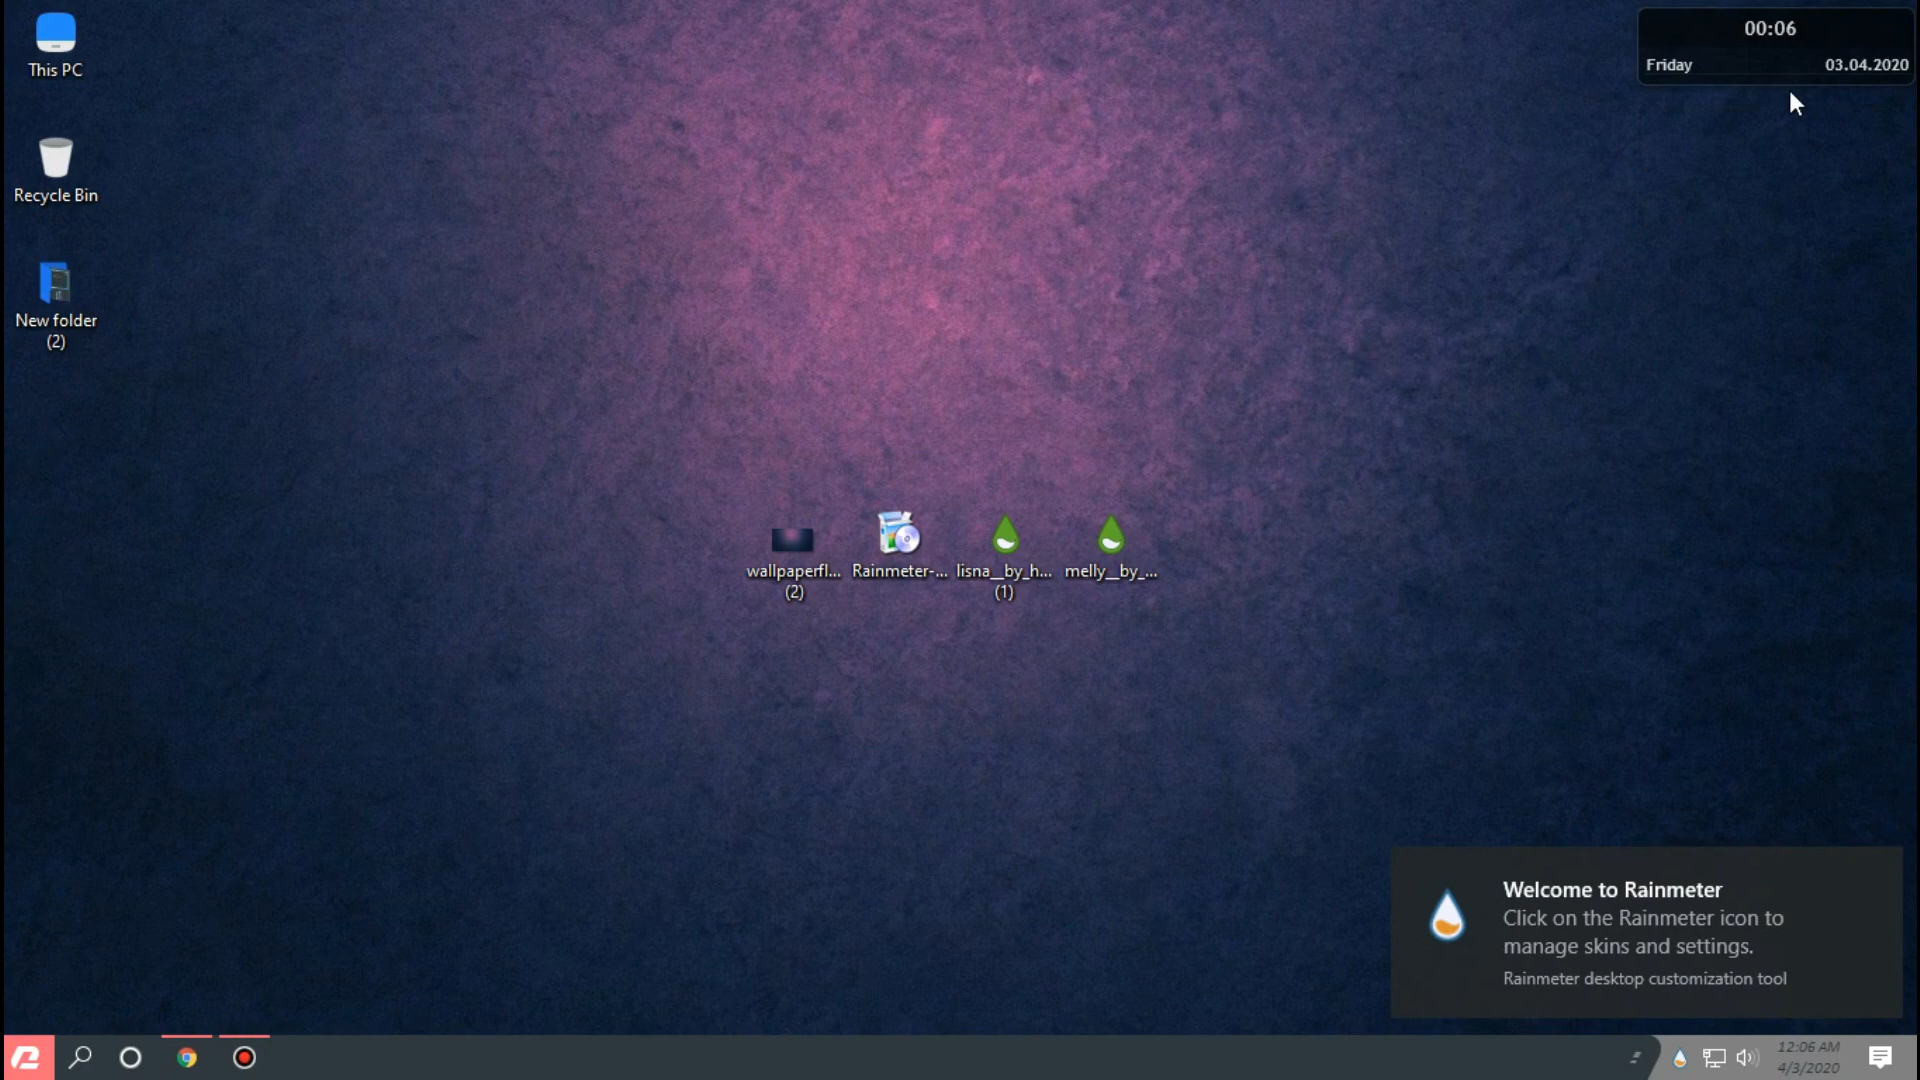 This PC
Recycle Bin
New folder
(2)
00:06
Friday 03.04.2020
wallpaperfl...
(2)
Rainmeter-...
lisna__by_h...
(1)
melly__by_...
Welcome to Rainmeter
Click on the Rainmeter icon to
manage skins and settings.
Rainmeter desktop customization tool
12:06 AM
4/3/2020